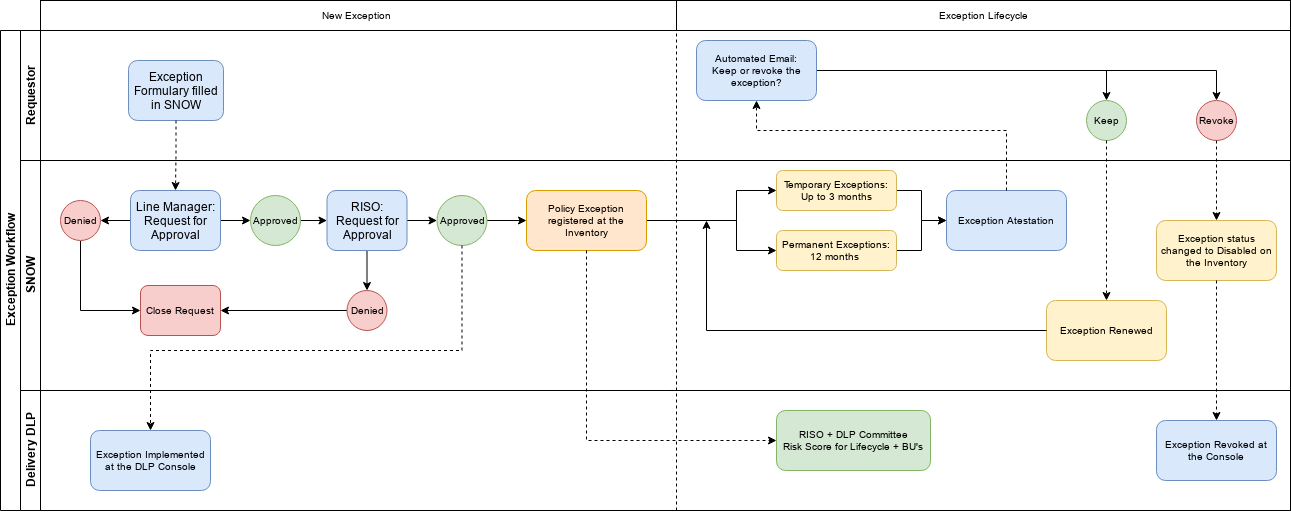 New Exception
Exception Lifecycle
Exception Workflow
Requestor
Exception
Formulary filled
in SNOW
Automated Email:
Keep or revoke the
exception?
Keep
Revoke
SNOW
Denied
Line Manager:
Request for
Approval
Approved
RISO:
Request for
Approval
Approved
Policy Exception
registered at the
Inventory
Temporary Exceptions:
Up to 3 months
Permanent Exceptions:
12 months
Exception Atestation
Exception status
changed to Disabled on
the Inventory
Close Request
Denied
Exception Renewed
Delivery DLP
Exception Implemented
at the DLP Console
RISO + DLP Committee
Risk Score for Lifecycle + BU's
Exception Revoked at
the Console